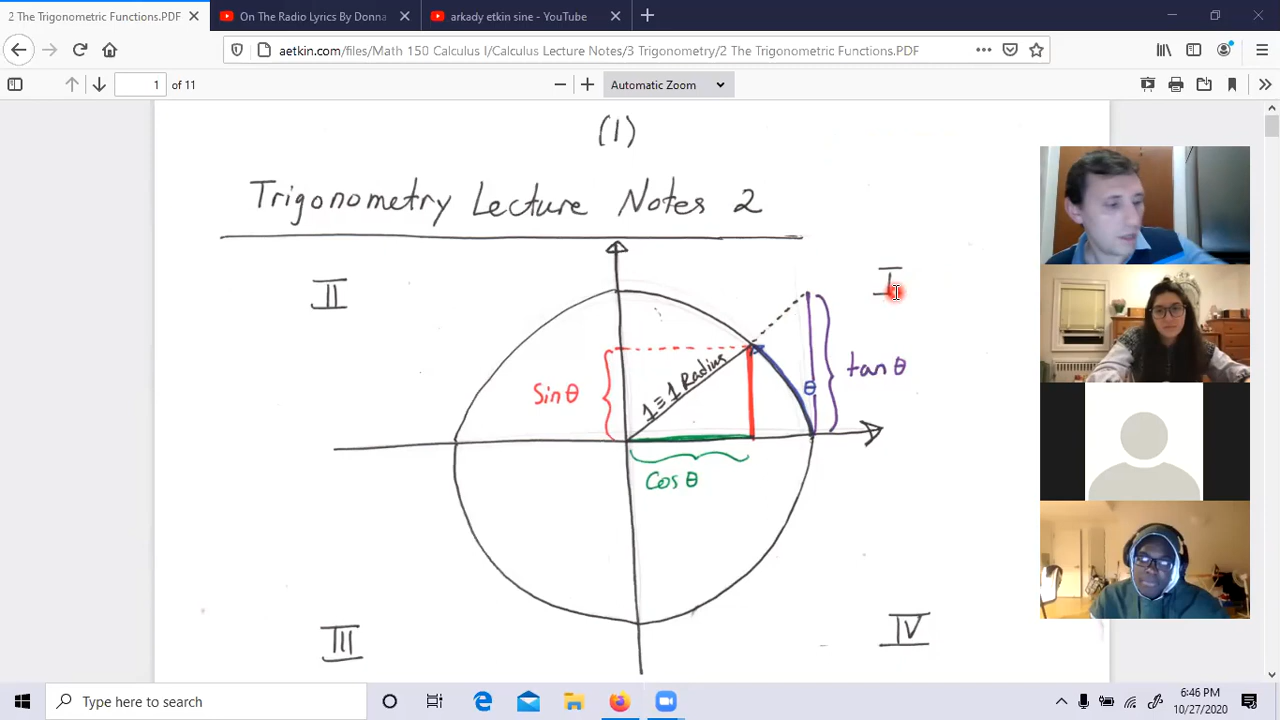 2 The Trigonometric Functions.PDF
On The Radio Lyrics By Donna
arkady etkin sine - YouTube
aetkin.com/files/Math 150 Calculus I/Calculus Lecture Notes/3 Trigonometry/2 The Trigonometric Functions.PDF
1 of 11
Automatic Zoom
(1)
Trigonometry Lecture Notes 2
II
I
1 ≡ 1 Radius
Sin θ
θ
tan θ
Cos θ
III
IV
Type here to search
6:46 PM
10/27/2020